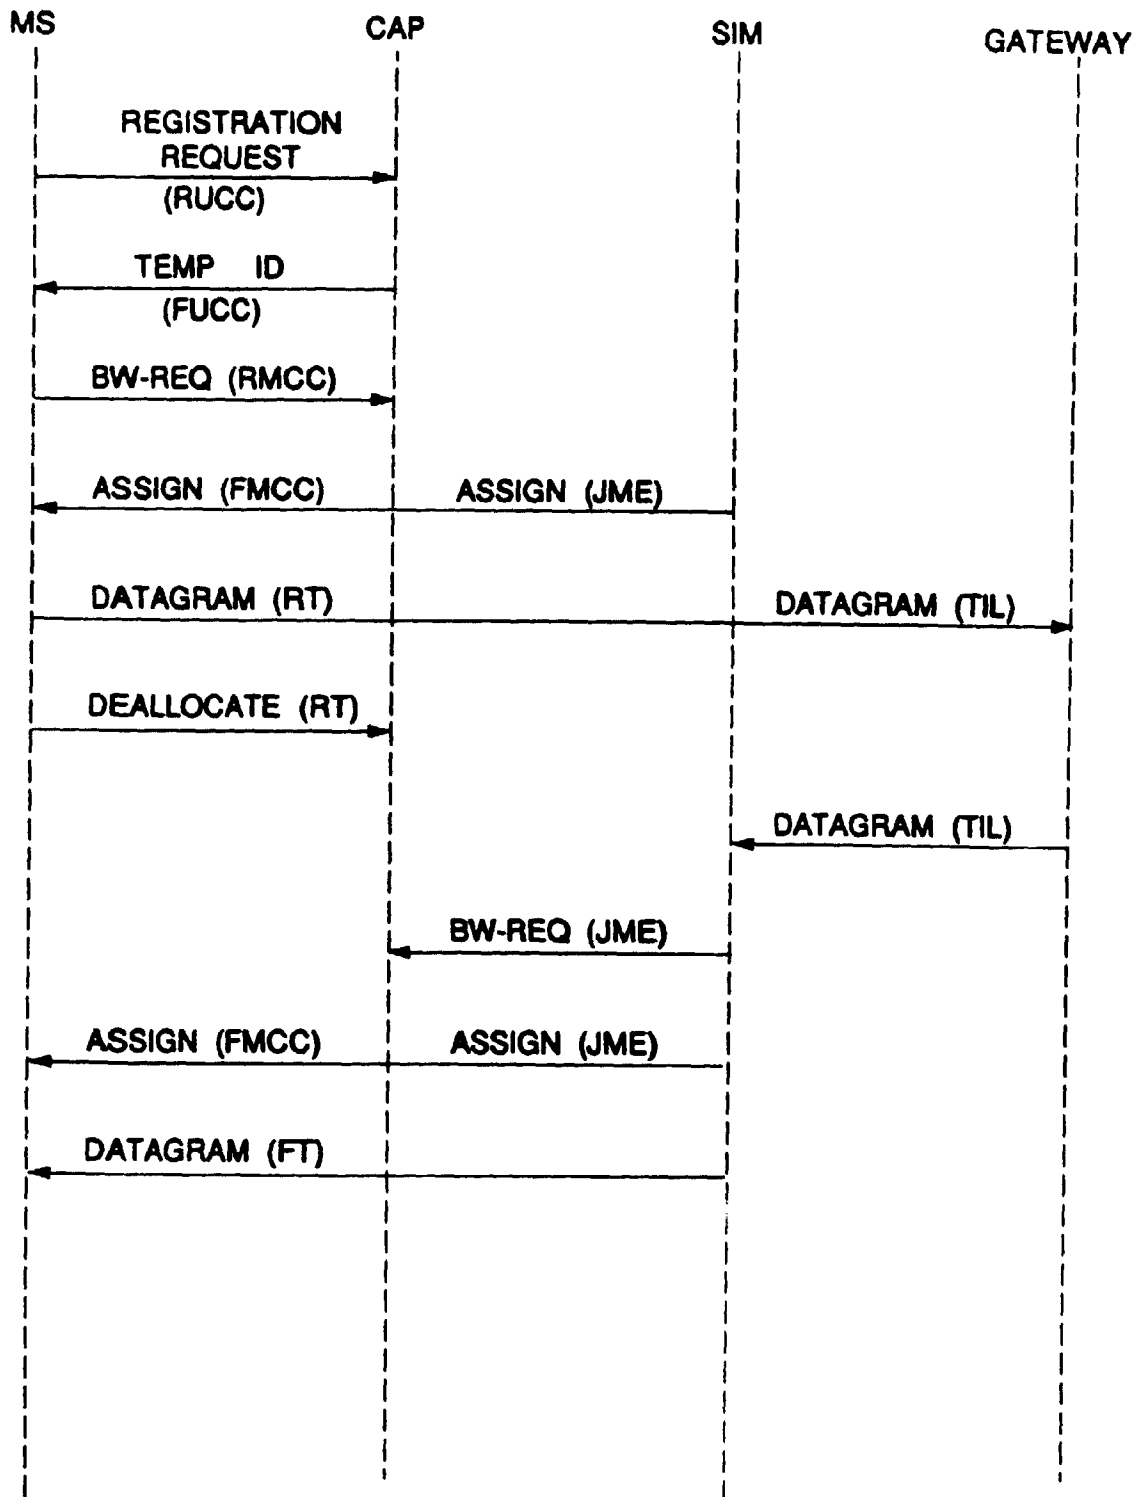 MS
CAP
SIM
GATEWAY
REGISTRATION
REQUEST
(RUCC)
TEMP ID
(FUCC)
BW-REQ (RMCC)
ASSIGN (FMCC)
ASSIGN (JME)
DATAGRAM (RT)
DATAGRAM (TIL)
DEALLOCATE (RT)
DATAGRAM (TIL)
BW-REQ (JME)
ASSIGN (FMCC)
ASSIGN (JME)
DATAGRAM (FT)